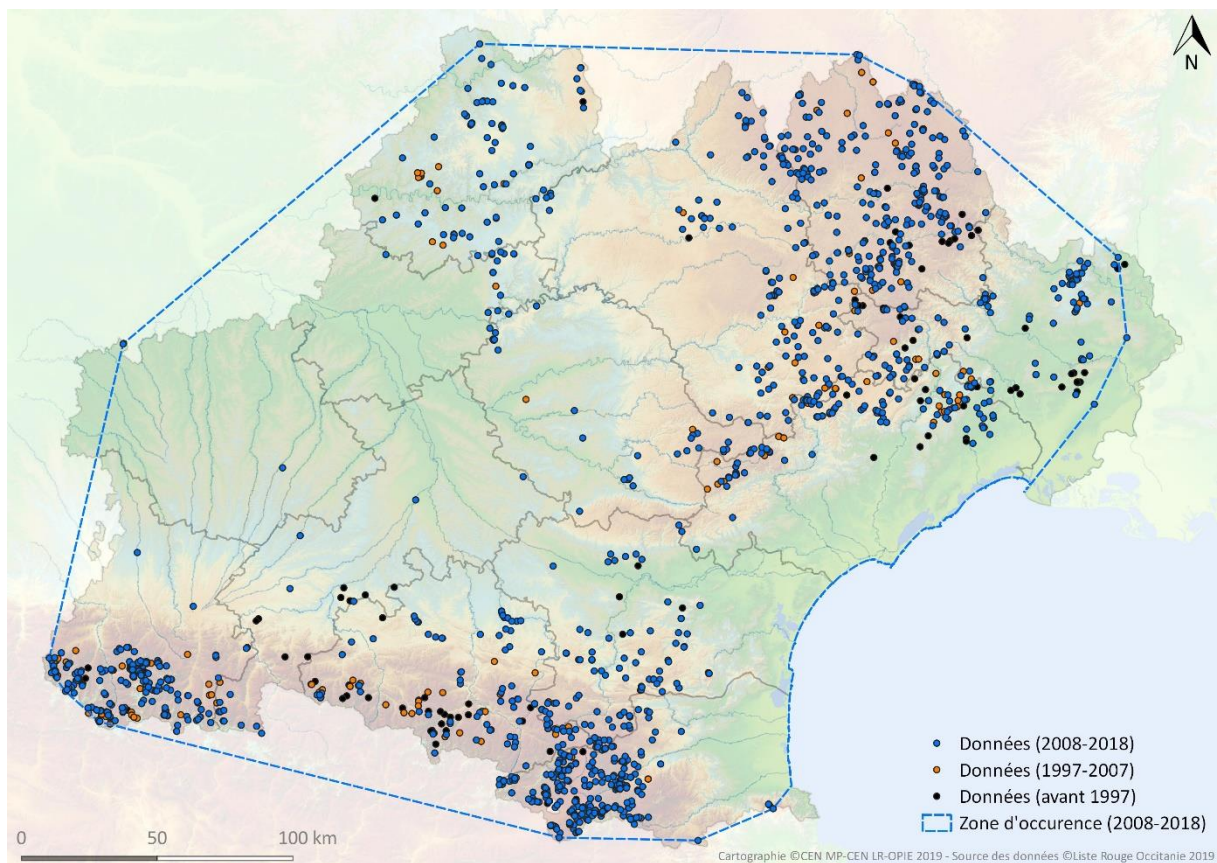 N
Données (2008-2018)
Données (1997-2007)
Données (avant 1997)
Zone d'occurence (2008-2018)
0 50 100 km
Cartographie ©CEN MP-CEN LR-OPIE 2019 - Source des données ©Liste Rouge Occitanie 2019